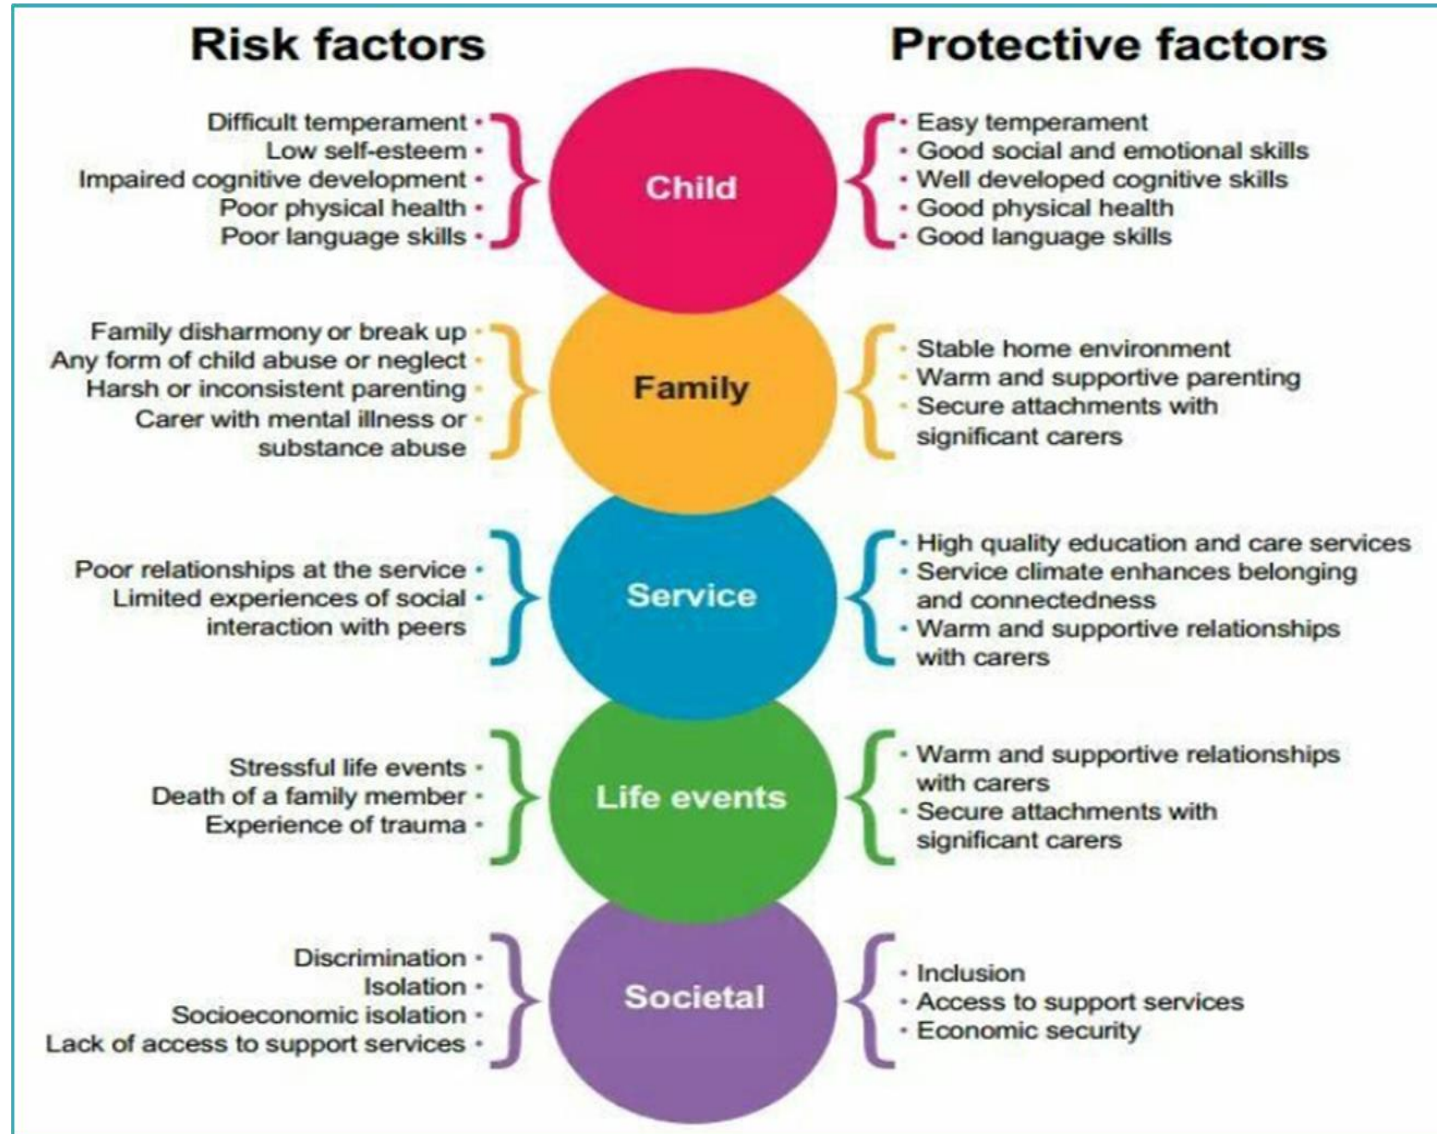 Risk factors
Protective factors
Difficult temperament •
Low self-esteem •
Impaired cognitive development •
Poor physical health •
Poor language skills •
Child
• Easy temperament
• Good social and emotional skills
• Well developed cognitive skills
• Good physical health
• Good language skills
Family disharmony or break up •
Any form of child abuse or neglect •
Harsh or inconsistent parenting •
Carer with mental illness or •
substance abuse
Family
• Stable home environment
• Warm and supportive parenting
• Secure attachments with
significant carers
Poor relationships at the service •
Limited experiences of social •
interaction with peers
Service
• High quality education and care services
• Service climate enhances belonging
and connectedness
• Warm and supportive relationships
with carers
Stressful life events •
Death of a family member •
Experience of trauma •
Life events
• Warm and supportive relationships
with carers
• Secure attachments with
significant carers
Discrimination •
Isolation •
Socioeconomic isolation •
Lack of access to support services •
Societal
• Inclusion
• Access to support services
• Economic security